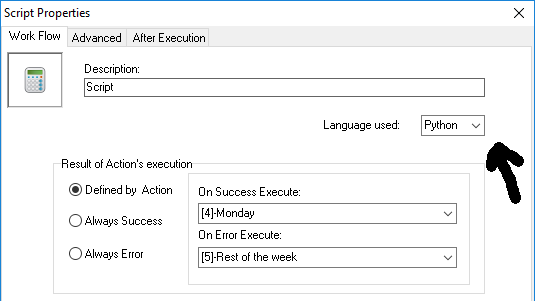 Script Properties
Work Flow Advanced After Execution
Description:
Script
Language used: Python
Result of Action's execution
Defined by Action
On Success Execute:
[4]-Monday
Always Success
On Error Execute:
[5]-Rest of the week
Always Error